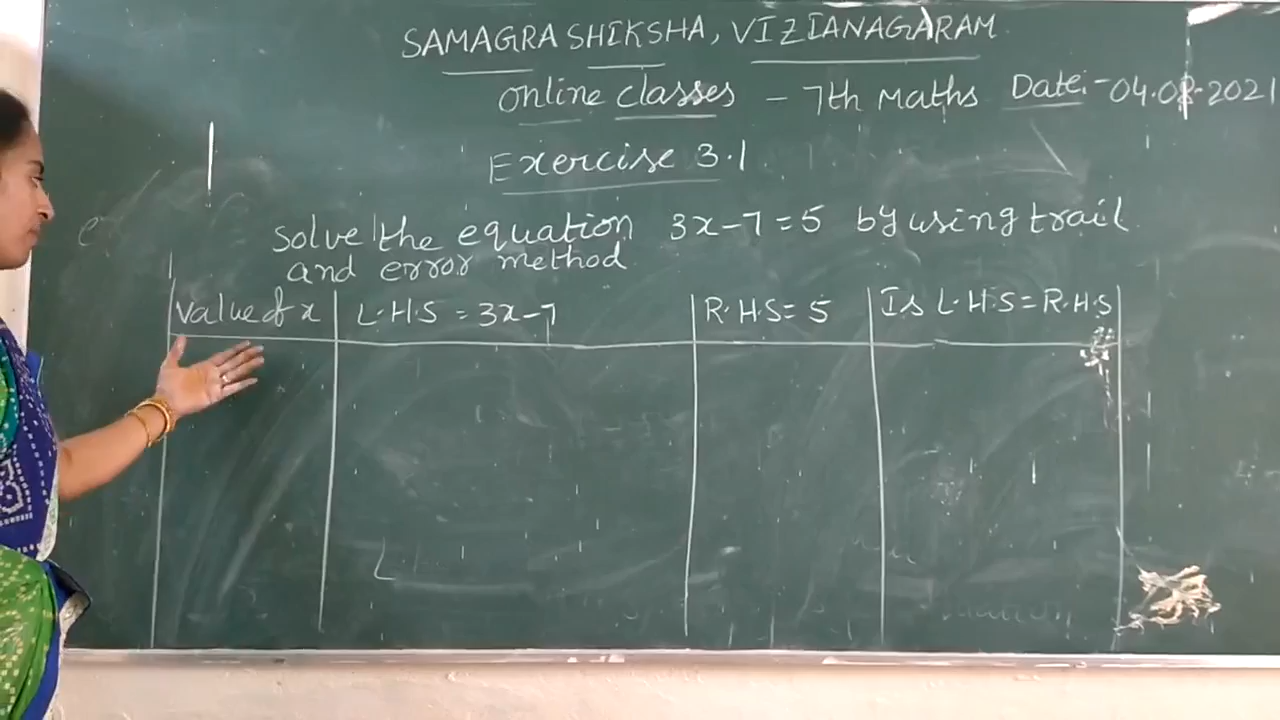 SAMAGRA SHIKSHA, VIZIANAGARAM
online classes - 7th Maths Date:-04.08.2021
Exercise 3.1
Solve the equation 3x-7=5 by using trail
and error method
value of x L.H.S = 3x-7 R.H.S= 5 Is L.H.S=R.H.S